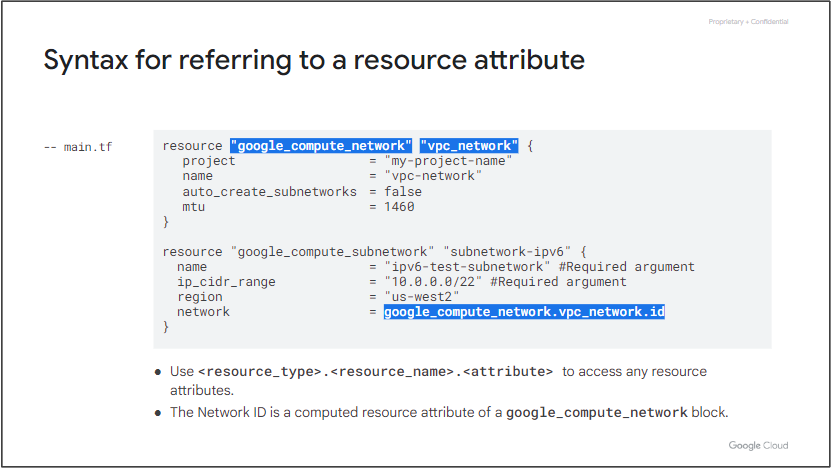 Proprietary + Confidential
Syntax for referring to a resource attribute
-- main.tf
resource "google_compute_network" "vpc_network" {
project = "my-project-name"
name = "vpc-network"
auto_create_subnetworks = false
mtu = 1460
}
resource "google_compute_subnetwork" "subnetwork-ipv6" {
name = "ipv6-test-subnetwork" #Required argument
ip_cidr_range = "10.0.0.0/22" #Required argument
region = "us-west2"
network = google_compute_network.vpc_network.id
}
● Use <resource_type>.<resource_name>.<attribute> to access any resource
attributes.
● The Network ID is a computed resource attribute of a google_compute_network block.
Google Cloud